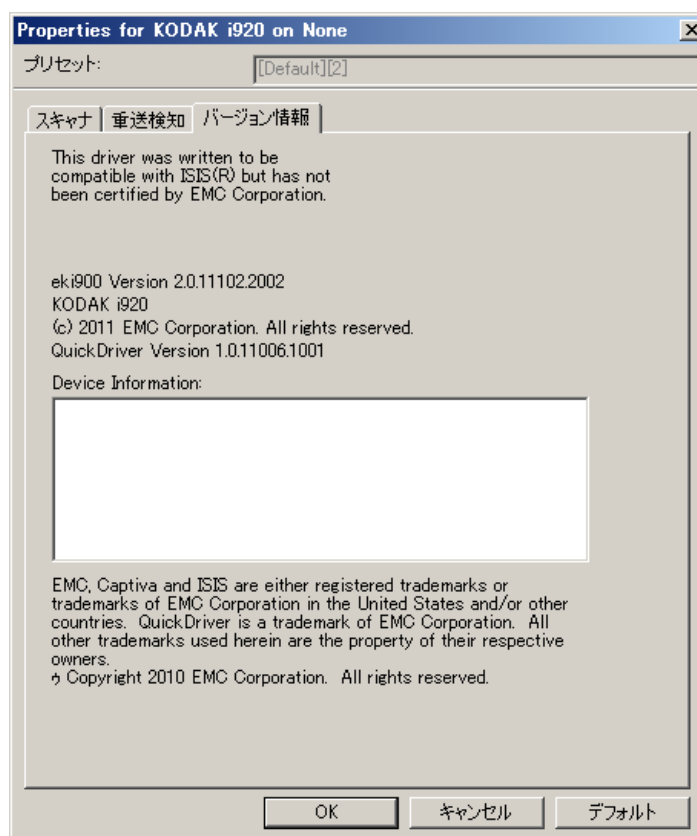 Properties for KODAK i920 on None
プリセット:
[Default][2]
スキャナ 重送検知 バージョン情報
This driver was written to be
compatible with ISIS(R) but has not
been certified by EMC Corporation.
eki900 Version 2.0.11102.2002
KODAK i920
(c) 2011 EMC Corporation. All rights reserved.
QuickDriver Version 1.0.11006.1001
Device Information:
EMC, Captiva and ISIS are either registered trademarks or
trademarks of EMC Corporation in the United States and/or other
countries. QuickDriver is a trademark of EMC Corporation. All
other trademarks used herein are the property of their respective
owners.
ゥ Copyright 2010 EMC Corporation. All rights reserved.
OK キャンセル デフォルト